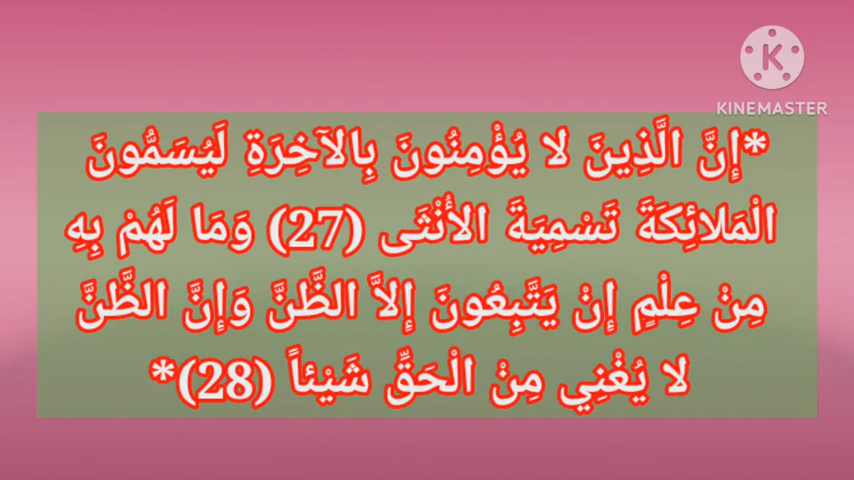 KINEMASTER
*إِنَّ الَّذِينَ لا يُؤْمِنُونَ بِالآخِرَةِ لَيُسَمُّونَ
الْمَلائِكَةَ تَسْمِيَةَ الأُنْثَى (27) وَمَا لَهُمْ بِهِ
مِنْ عِلْمٍ إِنْ يَتَّبِعُونَ إِلاَّ الظَّنَّ وَإِنَّ الظَّنَّ
لا يُغْنِي مِنْ الْحَقِّ شَيْئاً (28)*